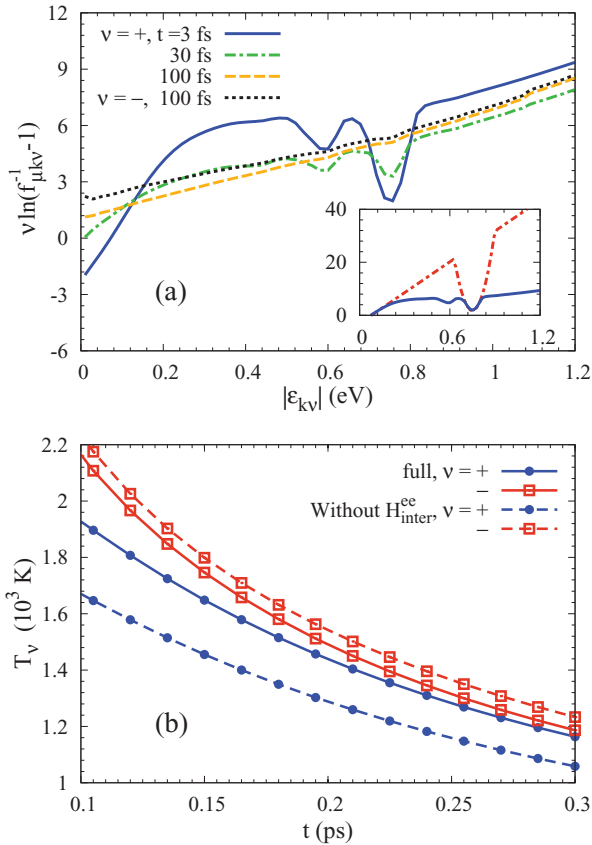 ν = +, t=3 fs
30 fs
100 fs
ν = –, 100 fs
ν ln(f⁻¹μkν-1)
9
6
3
0
-3
-6
40
20
0
0 0.6 1.2
(a)
0 0.2 0.4 0.6 0.8 1 1.2
|εkν| (eV)
full, ν = +
–
Without H^ee_inter, ν = +
–
T_ν (10³ K)
2.2
2
1.8
1.6
1.4
1.2
1
(b)
0.1 0.15 0.2 0.25 0.3
t (ps)